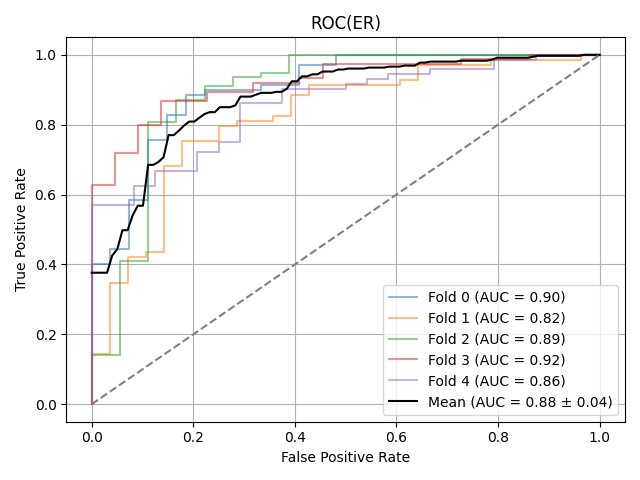 ROC(ER)
True Positive Rate
1.0
0.8
0.6
0.4
0.2
0.0
Fold 0 (AUC = 0.90)
Fold 1 (AUC = 0.82)
Fold 2 (AUC = 0.89)
Fold 3 (AUC = 0.92)
Fold 4 (AUC = 0.86)
Mean (AUC = 0.88 ± 0.04)
0.0 0.2 0.4 0.6 0.8 1.0
False Positive Rate